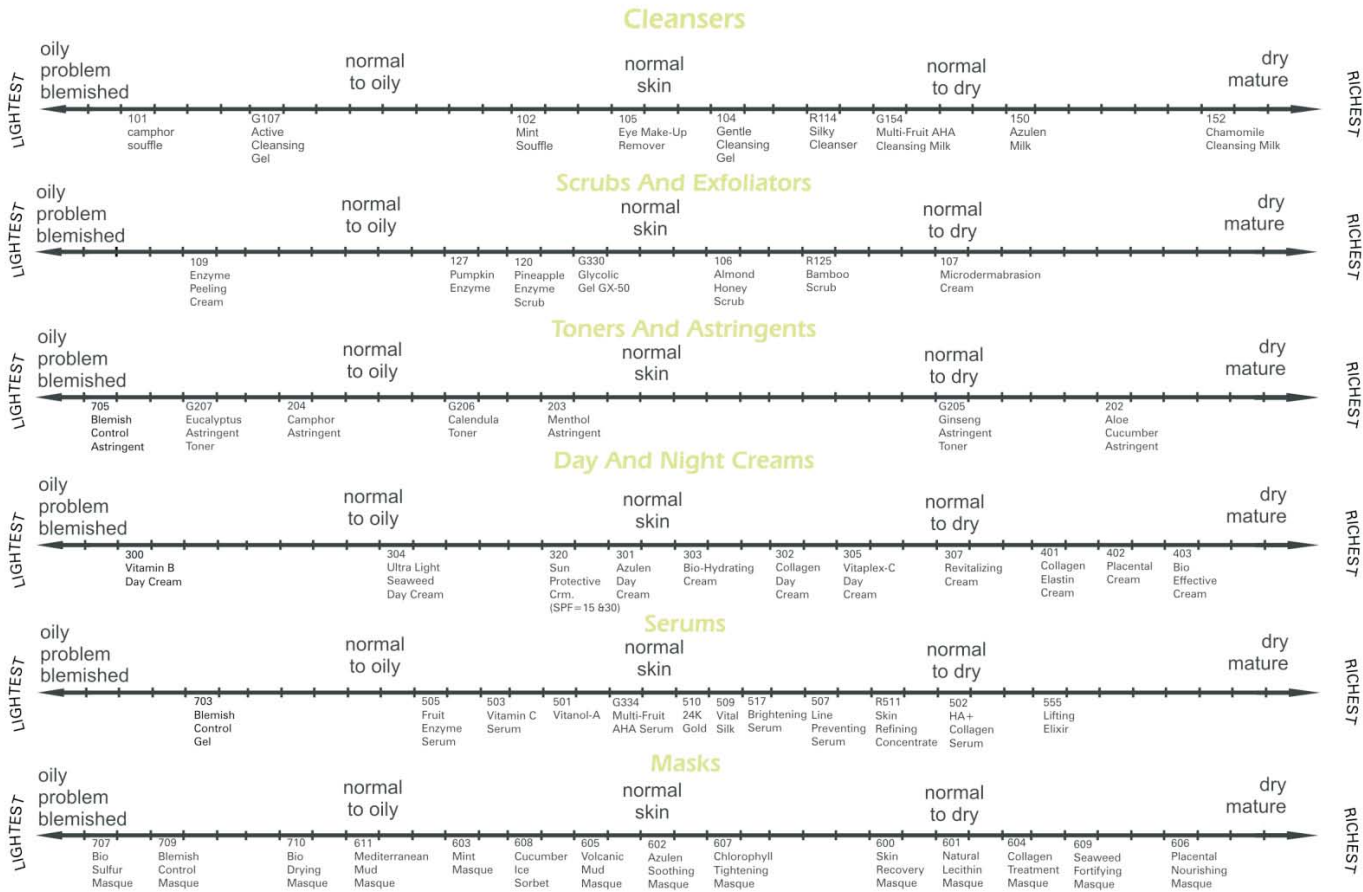 Cleansers
oily
problem
blemished
normal
to oily
normal
skin
normal
to dry
dry
mature
LIGHTEST
RICHEST
101
camphor
souffle
G107
Active
Cleansing
Gel
102
Mint
Souffle
105
Eye Make-Up
Remover
104
Gentle
Cleansing
Gel
R114
Silky
Cleanser
G154
Multi-Fruit AHA
Cleansing Milk
150
Azulen
Milk
152
Chamomile
Cleansing Milk
Scrubs And Exfoliators
oily
problem
blemished
normal
to oily
normal
skin
normal
to dry
dry
mature
LIGHTEST
RICHEST
109
Enzyme
Peeling
Cream
127
Pumpkin
Enzyme
120
Pineapple
Enzyme
Scrub
G330
Glycolic
Gel GX-50
106
Almond
Honey
Scrub
R125
Bamboo
Scrub
107
Microdermabrasion
Cream
Toners And Astringents
oily
problem
blemished
normal
to oily
normal
skin
normal
to dry
dry
mature
LIGHTEST
RICHEST
705
Blemish
Control
Astringent
G207
Eucalyptus
Astringent
Toner
204
Camphor
Astringent
G206
Calendula
Toner
203
Menthol
Astringent
G205
Ginseng
Astringent
Toner
202
Aloe
Cucumber
Astringent
Day And Night Creams
oily
problem
blemished
normal
to oily
normal
skin
normal
to dry
dry
mature
LIGHTEST
RICHEST
300
Vitamin B
Day Cream
304
Ultra Light
Seaweed
Day Cream
320
Sun
Protective
Crm.
(SPF=15 &30)
301
Azulen
Day
Cream
303
Bio-Hydrating
Cream
302
Collagen
Day
Cream
305
Vitaplex-C
Day
Cream
307
Revitalizing
Cream
401
Collagen
Elastin
Cream
402
Placental
Cream
403
Bio
Effective
Cream
Serums
oily
problem
blemished
normal
to oily
normal
skin
normal
to dry
dry
mature
LIGHTEST
RICHEST
703
Blemish
Control
Gel
505
Fruit
Enzyme
Serum
503
Vitamin C
Serum
501
Vitanol-A
G334
Multi-Fruit
AHA Serum
510
24K
Gold
509
Vital
Silk
517
Brightening
Serum
507
Line
Preventing
Serum
R511
Skin
Refining
Concentrate
502
HA+
Collagen
Serum
555
Lifting
Elixir
Masks
oily
problem
blemished
normal
to oily
normal
skin
normal
to dry
dry
mature
LIGHTEST
RICHEST
707
Bio
Sulfur
Masque
709
Blemish
Control
Masque
710
Bio
Drying
Masque
611
Mediterranean
Mud
Masque
603
Mint
Masque
608
Cucumber
Ice
Sorbet
605
Volcanic
Mud
Masque
602
Azulen
Soothing
Masque
607
Chlorophyll
Tightening
Masque
600
Skin
Recovery
Masque
601
Natural
Lecithin
Masque
604
Collagen
Treatment
Masque
609
Seaweed
Fortifying
Masque
606
Placental
Nourishing
Masque